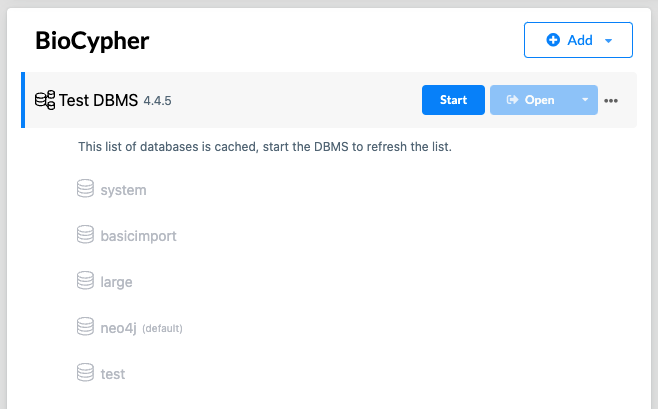 BioCypher
Add
Test DBMS 4.4.5
Start
Open
This list of databases is cached, start the DBMS to refresh the list.
system
basicimport
large
neo4j (default)
test